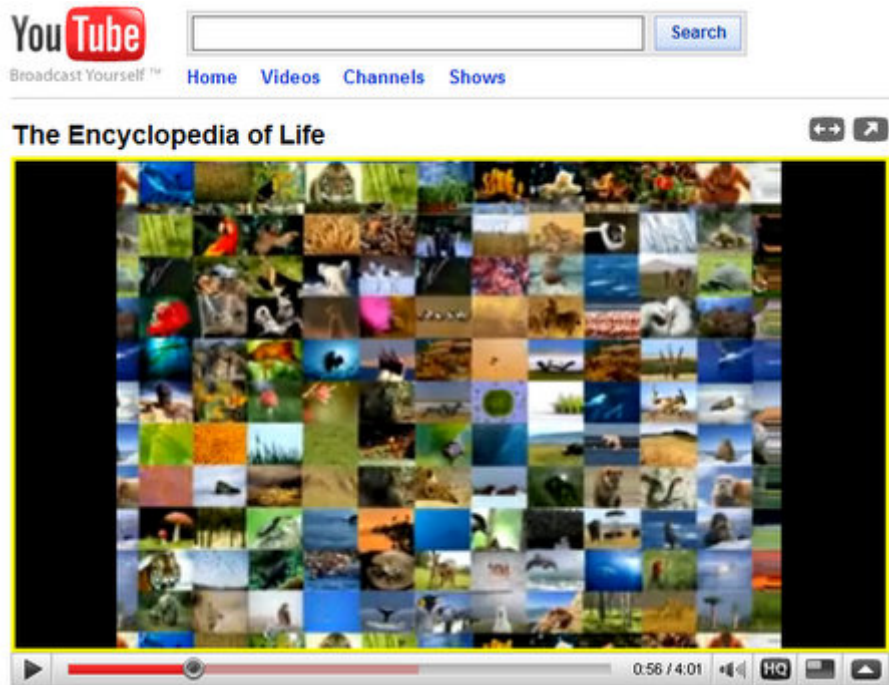 YouTube Search
Broadcast Yourself ™ Home Videos Channels Shows
The Encyclopedia of Life
0:56 / 4:01 HQ